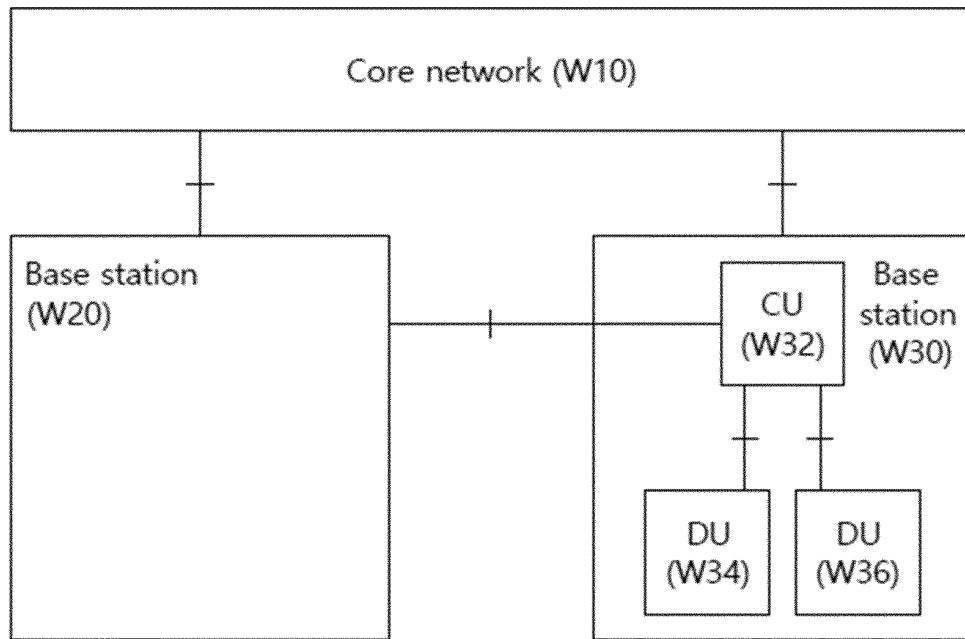 Core network (W10)
Base station
(W20)
CU
(W32)
Base
station
(W30)
DU
(W34)
DU
(W36)